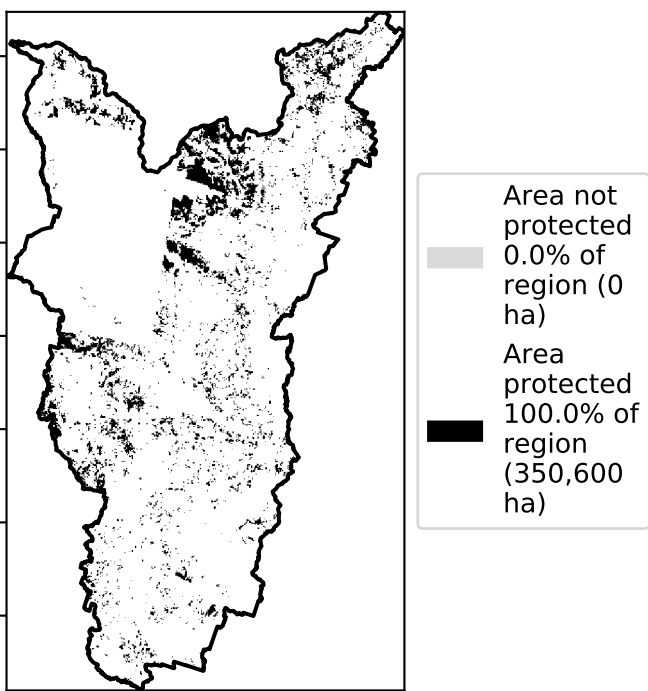 Area not
protected
0.0% of
region (0
ha)
Area
protected
100.0% of
region
(350,600
ha)